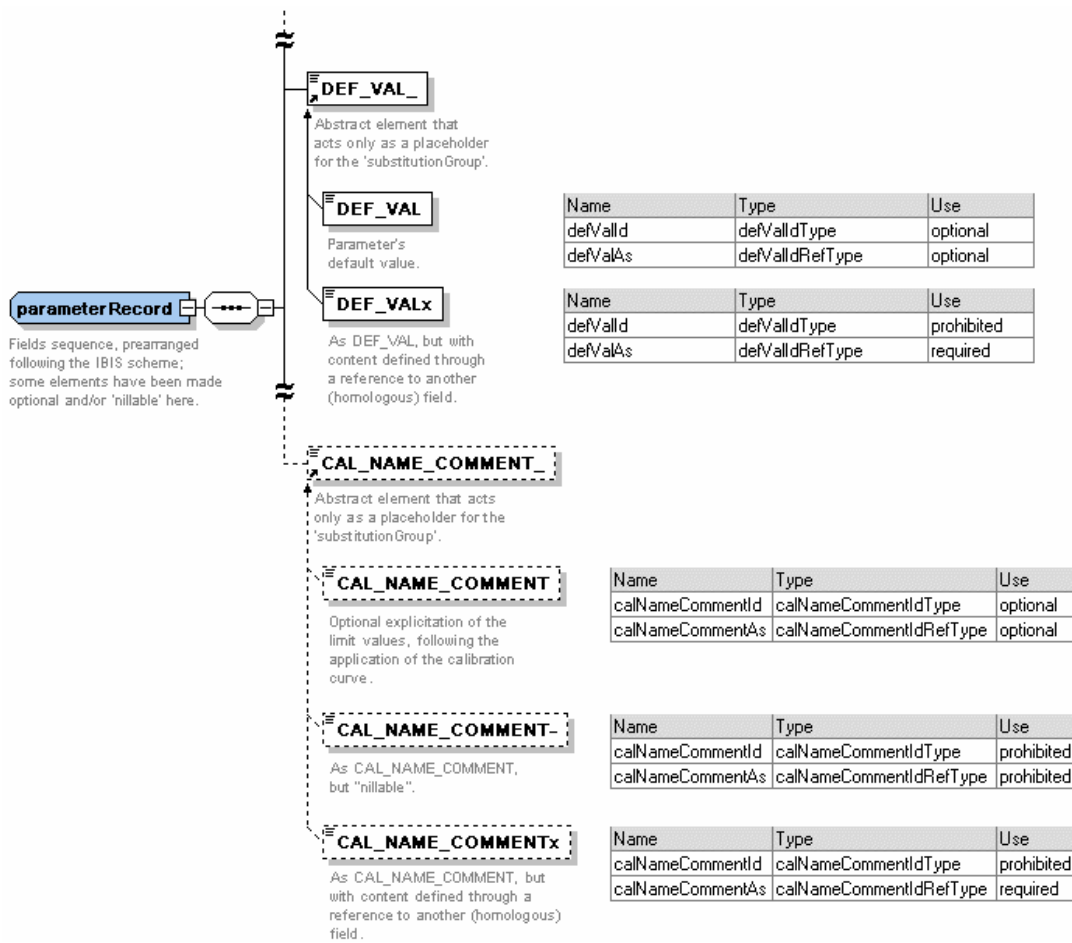 DEF_VAL_
Abstract element that
acts only as a placeholder
for the 'substitutionGroup'.
DEF_VAL
Parameter's
default value.
Name Type Use
defValId defValIdType optional
defValAs defValIdRefType optional
DEF_VALx
As DEF_VAL, but with
content defined through
a reference to another
(homologous) field.
Name Type Use
defValId defValIdType prohibited
defValAs defValIdRefType required
parameterRecord
Fields sequence, prearranged
following the IBIS scheme;
some elements have been made
optional and/or 'nillable' here.
CAL_NAME_COMMENT_
Abstract element that acts
only as a placeholder for the
'substitutionGroup'.
CAL_NAME_COMMENT
Optional explicitation of the
limit values, following the
application of the calibration
curve.
Name Type Use
calNameCommentId calNameCommentIdType optional
calNameCommentAs calNameCommentIdRefType optional
CAL_NAME_COMMENT-
As CAL_NAME_COMMENT,
but "nillable".
Name Type Use
calNameCommentId calNameCommentIdType prohibited
calNameCommentAs calNameCommentIdRefType prohibited
CAL_NAME_COMMENTx
As CAL_NAME_COMMENT, but
with content defined through a
reference to another (homologous)
field.
Name Type Use
calNameCommentId calNameCommentIdType prohibited
calNameCommentAs calNameCommentIdRefType required